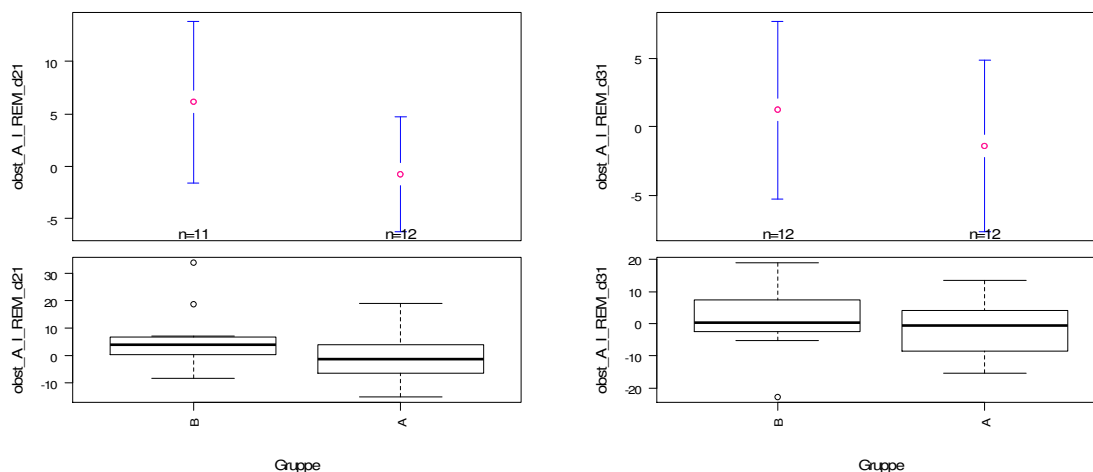 obst_A_I_REM_d21
10
5
0
-5
n=11
n=12
obst_A_I_REM_d21
30
20
10
0
-10
B
A
Gruppe
obst_A_I_REM_d31
5
0
-5
n=12
n=12
obst_A_I_REM_d31
20
10
0
-10
-20
B
A
Gruppe